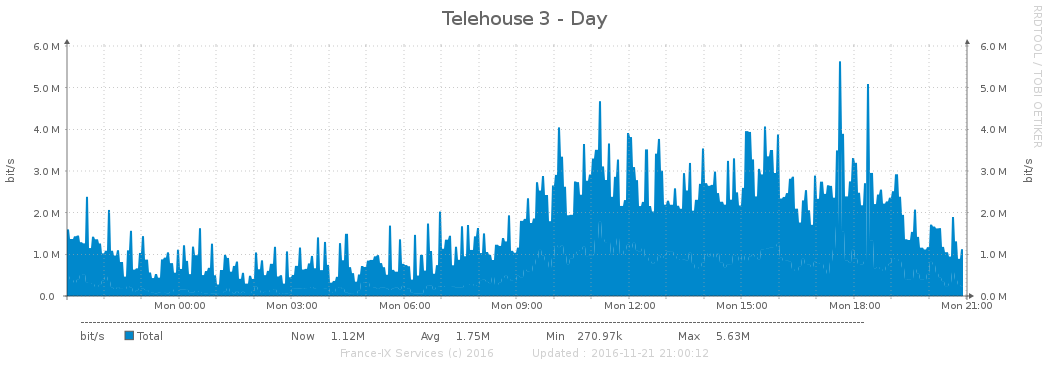 Telehouse 3 - Day
RRDTOOL / TOBI OETIKER
6.0 M 6.0 M
5.0 M 5.0 M
4.0 M 4.0 M
3.0 M 3.0 M
2.0 M 2.0 M
1.0 M 1.0 M
0.0 0.0 M
bit/s bit/s
Mon 00:00 Mon 03:00 Mon 06:00 Mon 09:00 Mon 12:00 Mon 15:00 Mon 18:00 Mon 21:00
bit/s Total Now 1.12M Avg 1.75M Min 270.97k Max 5.63M
France-IX Services (c) 2016 Updated : 2016-11-21 21:00:12